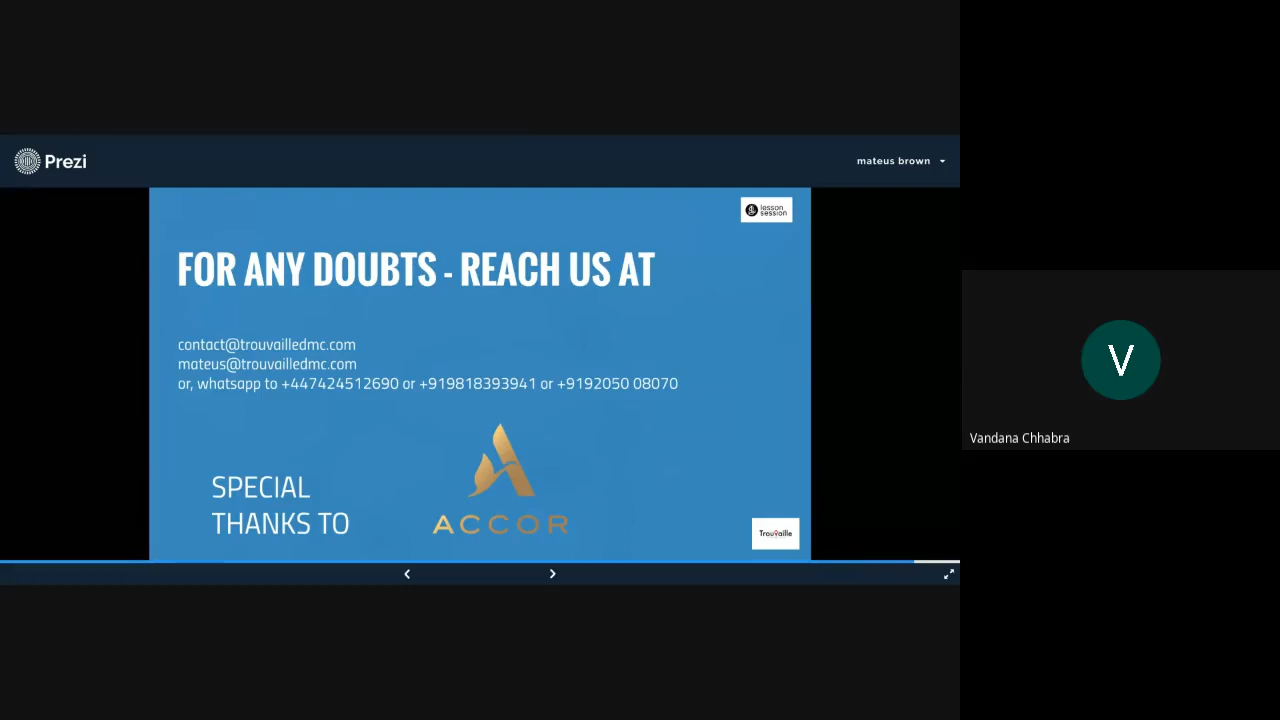 Prezi
mateus brown
lesson
session
FOR ANY DOUBTS - REACH US AT
contact@trouvailledmc.com
mateus@trouvailledmc.com
or, whatsapp to +447424512690 or +919818393941 or +9192050 08070
SPECIAL
THANKS TO
ACCOR
Trouvaille
V
Vandana Chhabra